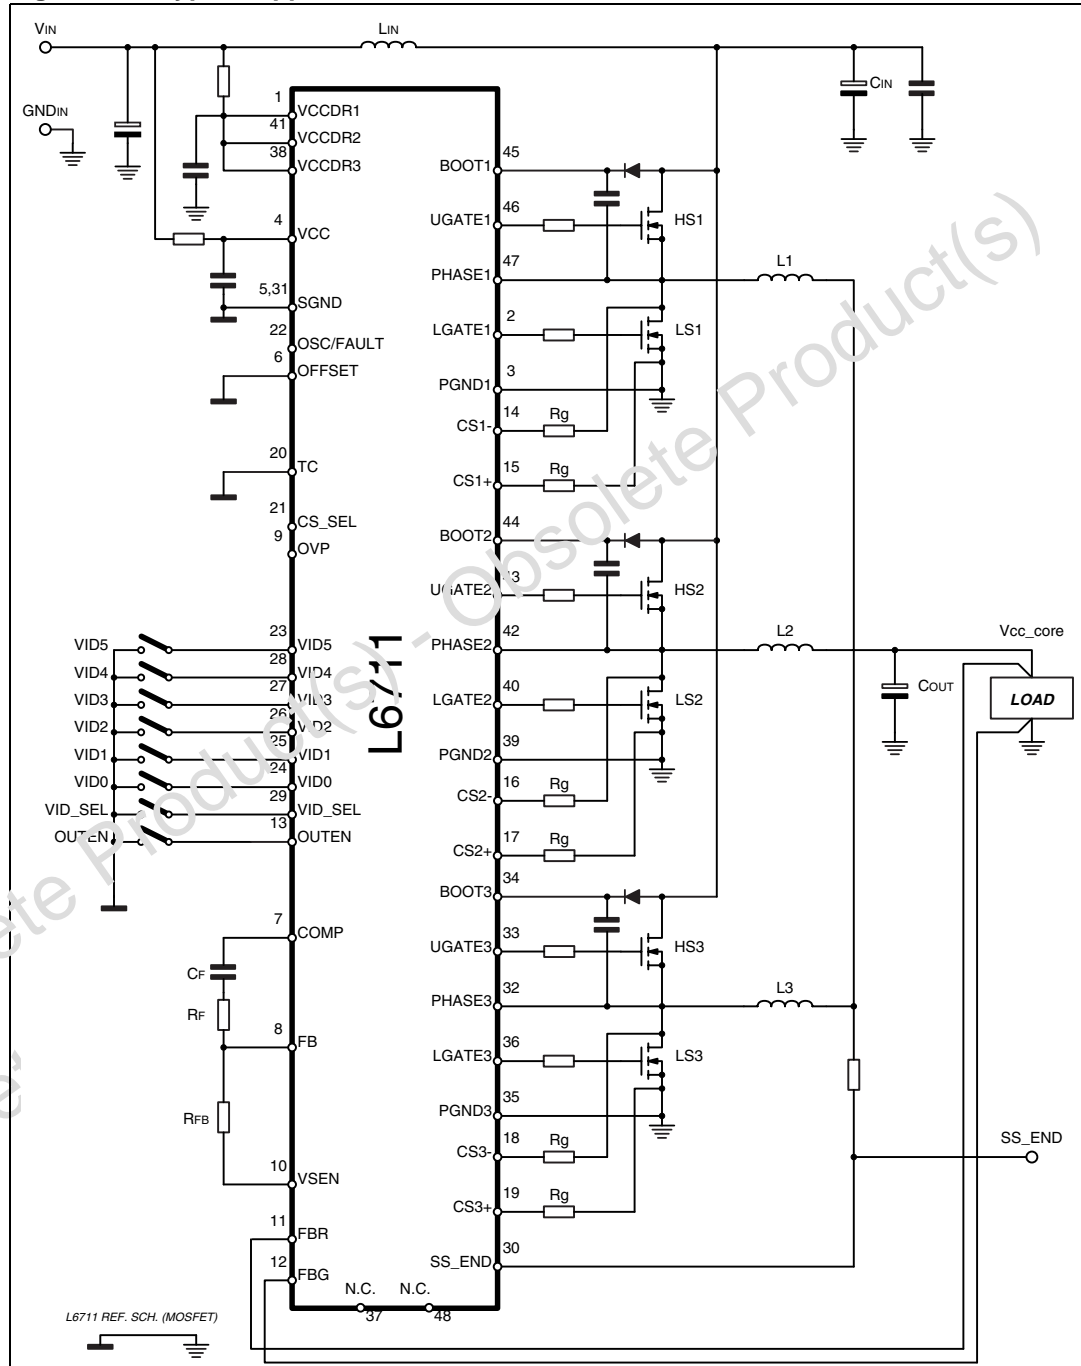 VIN
LIN
CIN
GNDIN
1
VCCDR1
41
VCCDR2
38
VCCDR3
4
VCC
5,31
SGND
22
OSC/FAULT
6
OFFSET
20
TC
21
CS_SEL
9
OVP
VID5
23
VID5
VID4
28
VID4
VID3
27
VID3
VID2
26
VID2
VID1
25
VID1
VID0
24
VID0
VID_SEL
29
VID_SEL
OUTEN
13
OUTEN
7
COMP
CF
RF
8
FB
RFB
10
VSEN
11
FBR
12
FBG
N.C.
37
N.C.
48
L6711
BOOT1
45
UGATE1
46
HS1
PHASE1
47
L1
LGATE1
2
LS1
PGND1
3
CS1-
14
Rg
CS1+
15
Rg
BOOT2
44
UGATE2
HS2
PHASE2
42
L2
Vcc_core
COUT
LOAD
LGATE2
40
LS2
PGND2
39
CS2-
16
Rg
CS2+
17
Rg
BOOT3
34
UGATE3
33
HS3
PHASE3
32
L3
LGATE3
36
LS3
PGND3
35
CS3-
18
Rg
CS3+
19
Rg
SS_END
30
SS_END
L6711 REF. SCH. (MOSFET)
ete Product(s) - Obsolete Product(s)